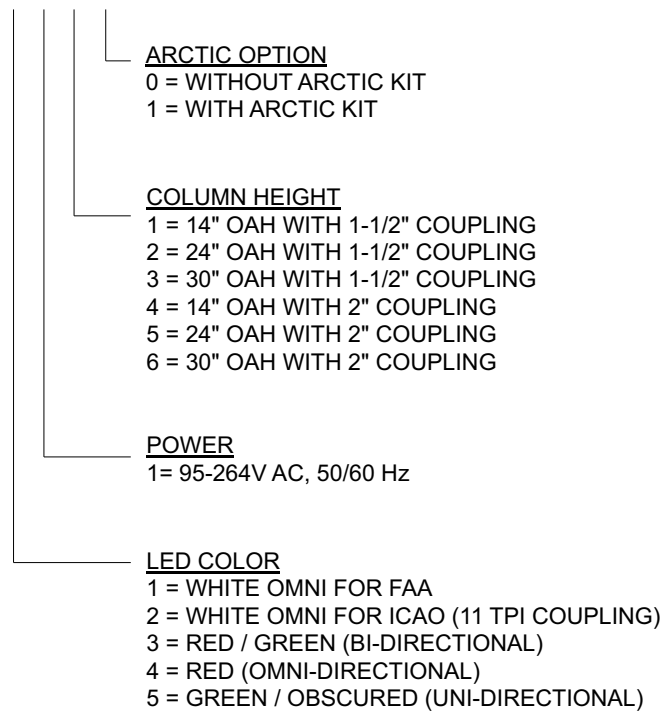 ARCTIC OPTION
0 = WITHOUT ARCTIC KIT
1 = WITH ARCTIC KIT
COLUMN HEIGHT
1 = 14" OAH WITH 1-1/2" COUPLING
2 = 24" OAH WITH 1-1/2" COUPLING
3 = 30" OAH WITH 1-1/2" COUPLING
4 = 14" OAH WITH 2" COUPLING
5 = 24" OAH WITH 2" COUPLING
6 = 30" OAH WITH 2" COUPLING
POWER
1= 95-264V AC, 50/60 Hz
LED COLOR
1 = WHITE OMNI FOR FAA
2 = WHITE OMNI FOR ICAO (11 TPI COUPLING)
3 = RED / GREEN (BI-DIRECTIONAL)
4 = RED (OMNI-DIRECTIONAL)
5 = GREEN / OBSCURED (UNI-DIRECTIONAL)